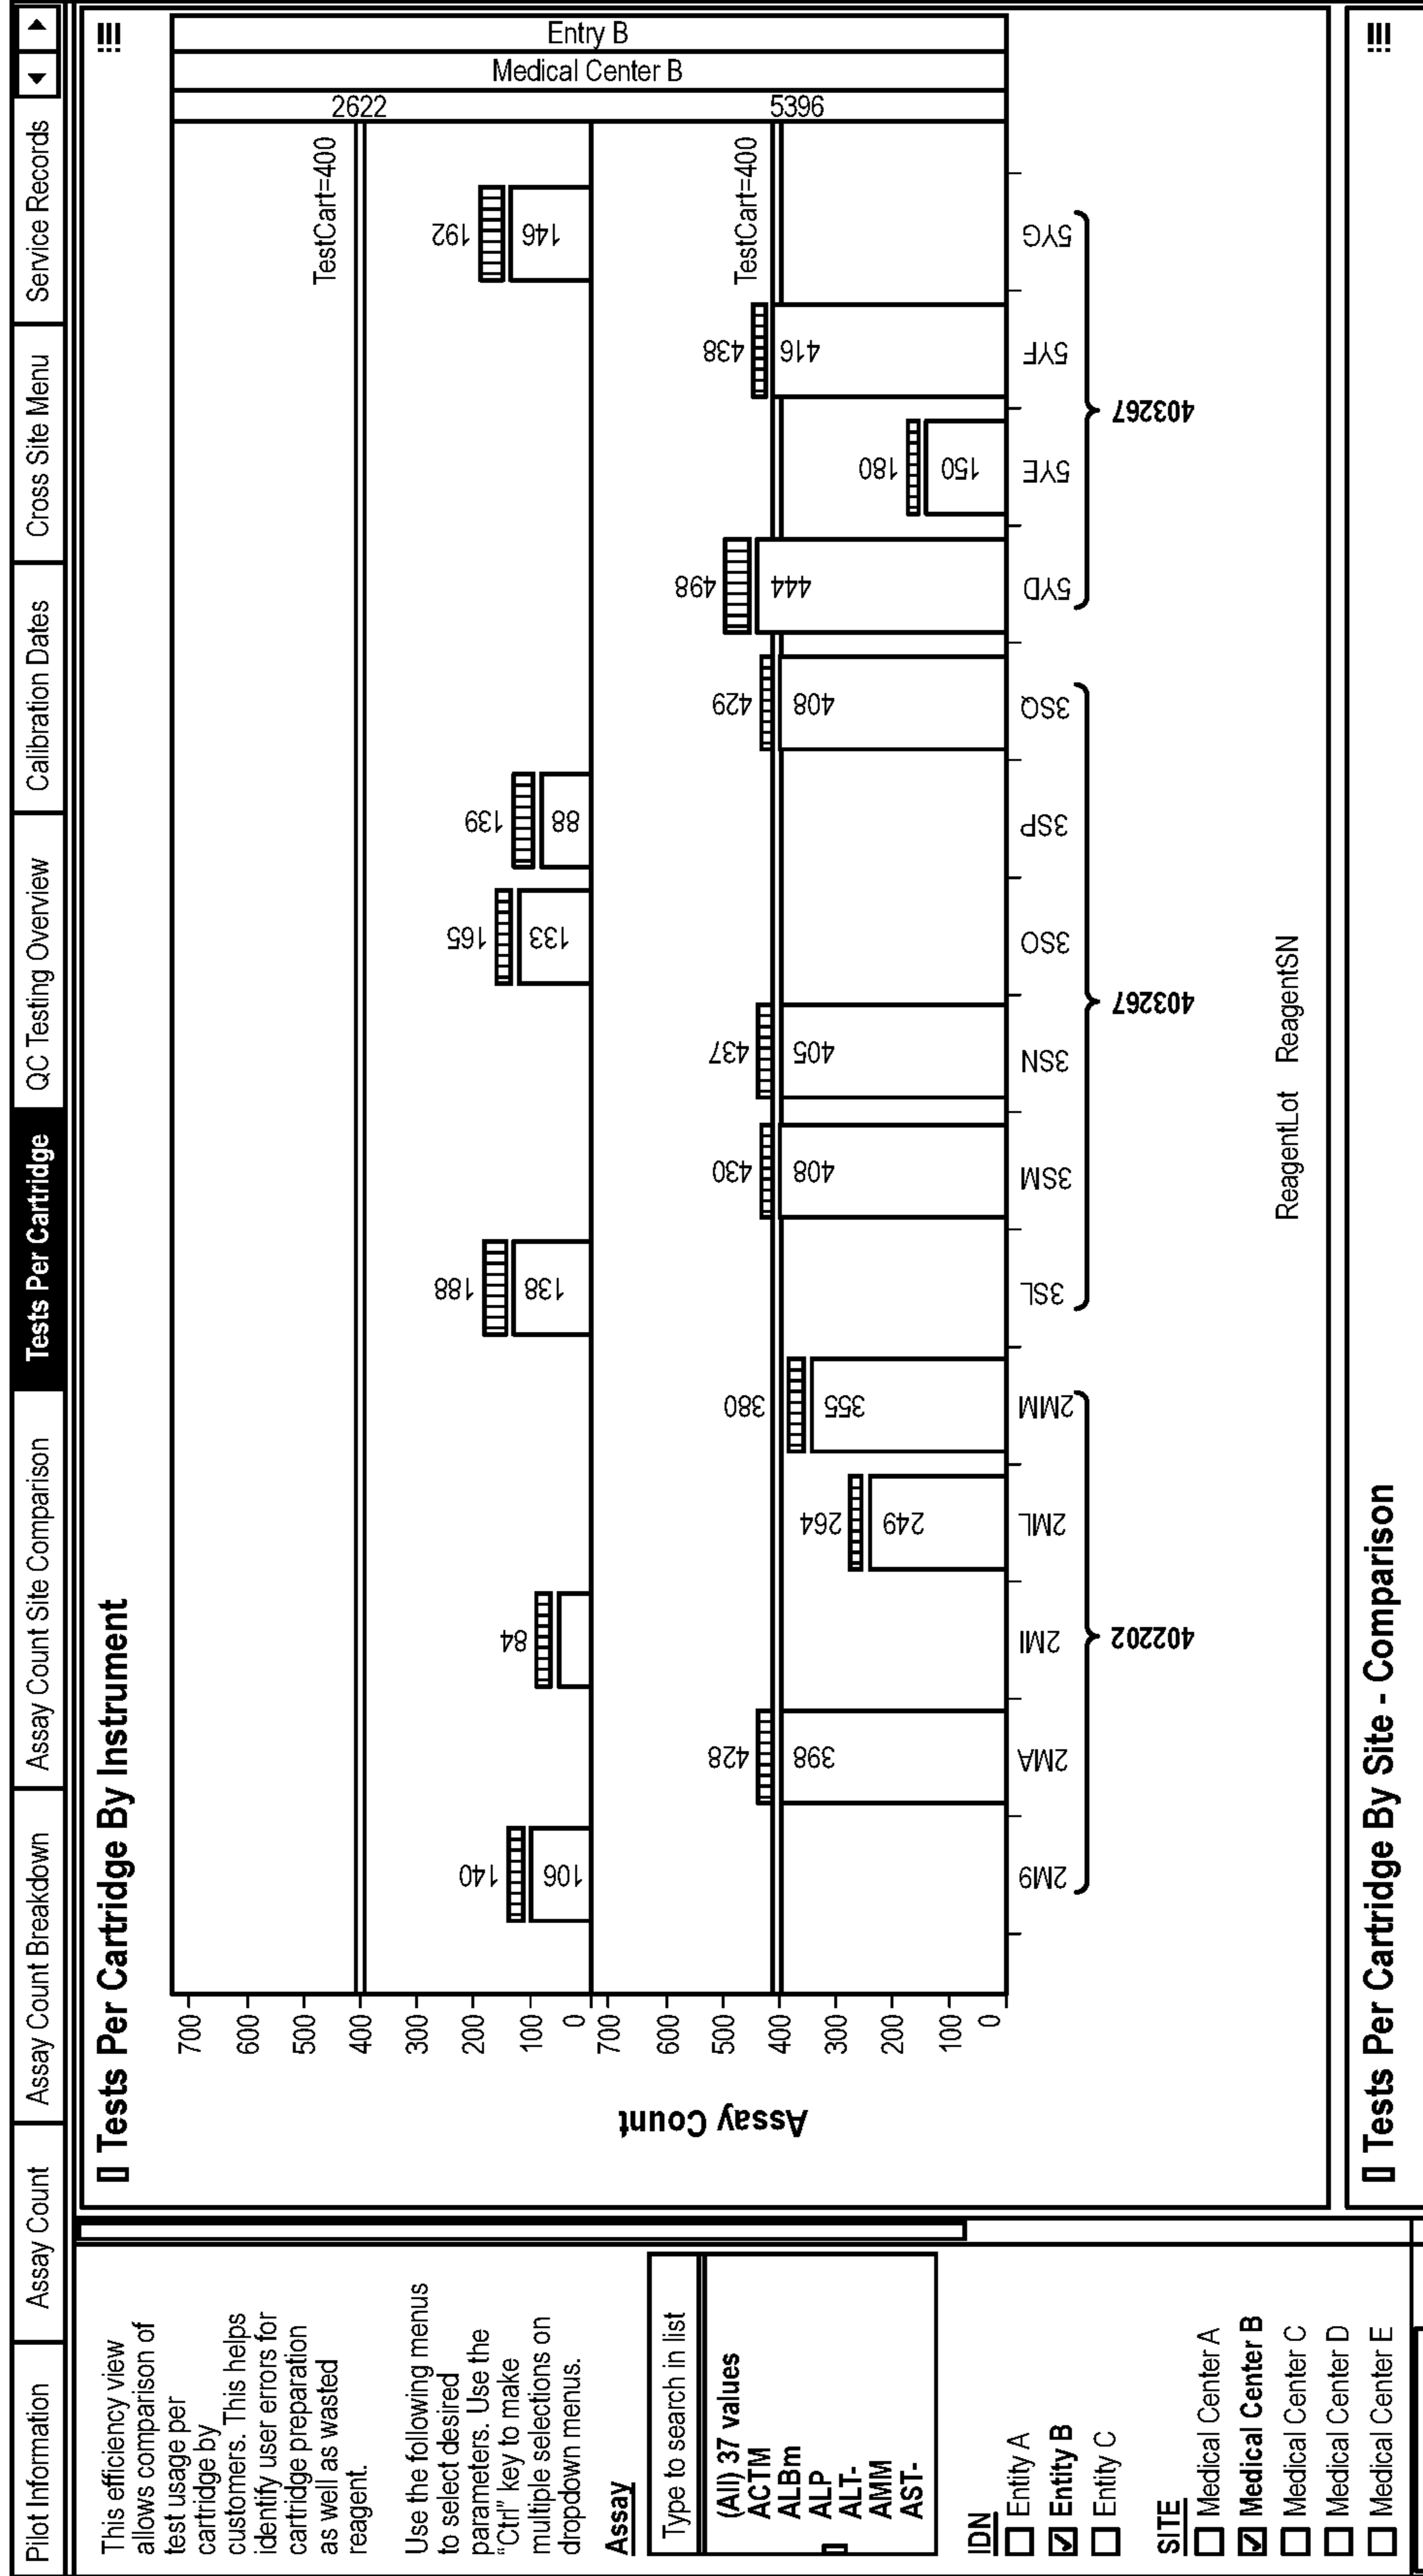 Pilot Information
Assay Count
Assay Count Breakdown
Assay Count Site Comparison
Tests Per Cartridge
QC Testing Overview
Calibration Dates
Cross Site Menu
Service Records
This efficiency view
allows comparison of
test usage per
cartridge by
customers. This helps
identify user errors for
cartridge preparation
as well as wasted
reagent.
Use the following menus
to select desired
parameters. Use the
"Ctrl" key to make
multiple selections on
dropdown menus.
Assay
Type to search in list
(All) 37 values
ACTM
ALBm
ALP
ALT-
AMM
AST-
IDN
Entity A
Entity B
Entity C
SITE
Medical Center A
Medical Center B
Medical Center C
Medical Center D
Medical Center E
Tests Per Cartridge By Instrument
Assay Count
700
600
500
400
300
200
100
0
TestCart=400
140
106
84
188
138
165
133
139
88
192
146
2622
700
600
500
400
300
200
100
0
TestCart=400
428
398
264
249
380
355
430
408
437
405
429
408
498
444
180
150
438
416
5396
Medical Center B
Entry B
2M9
2MA
2MI
2ML
2MM
3SL
3SM
3SN
3SO
3SP
3SQ
5YD
5YE
5YF
5YG
402202
403267
403267
ReagentLot ReagentSN
Tests Per Cartridge By Site - Comparison